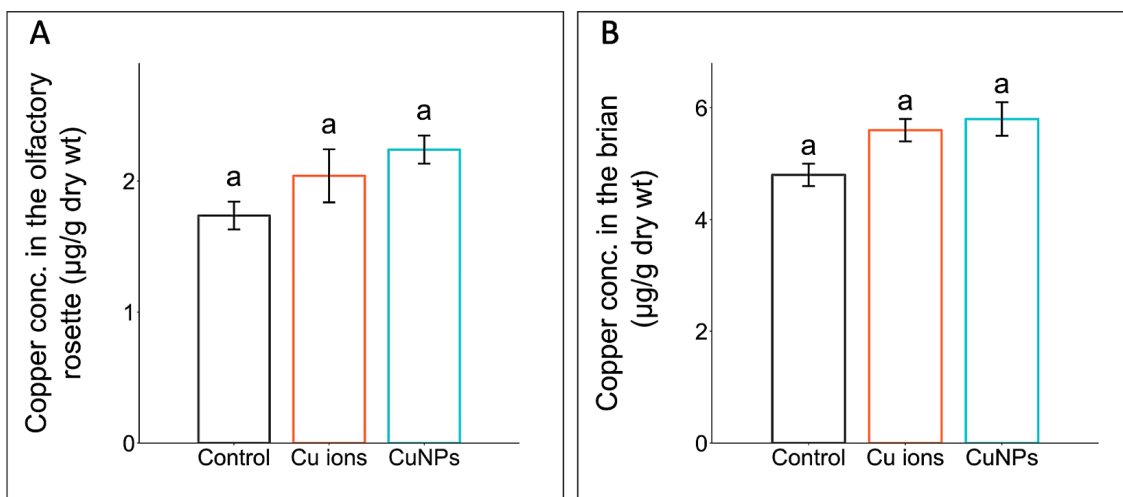 A
Copper conc. in the olfactory
rosette (µg/g dry wt)
2
1
0
a
a
a
Control
Cu ions
CuNPs
B
Copper conc. in the brian
(µg/g dry wt)
6
4
2
0
a
a
a
Control
Cu ions
CuNPs